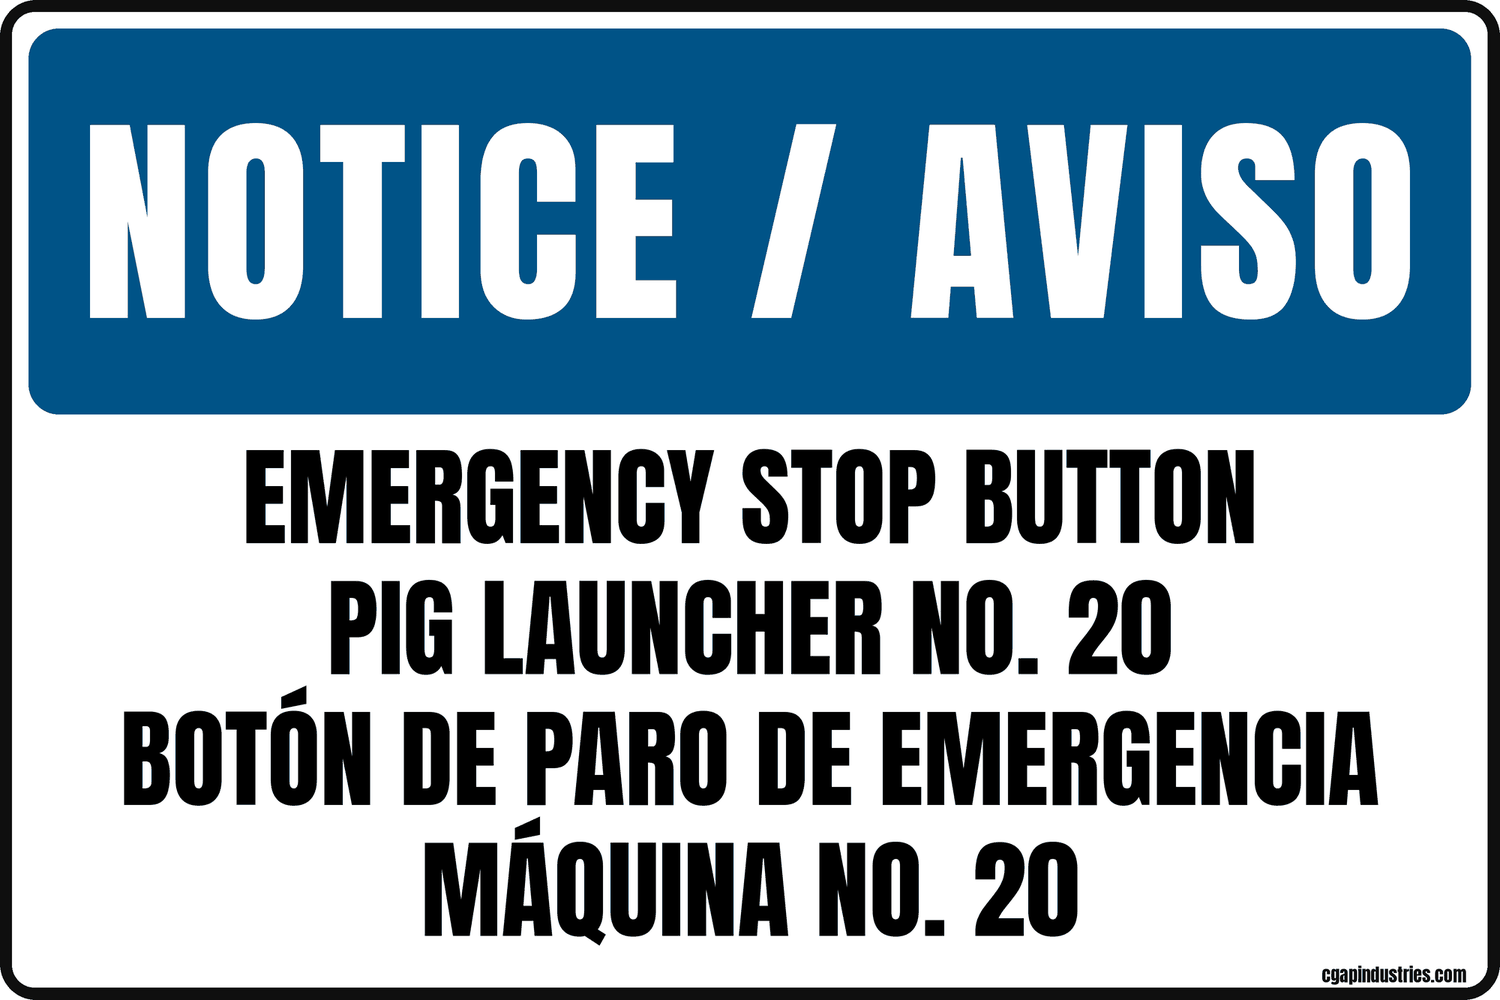 NOTICE / AVISO
EMERGENCY STOP BUTTON
PIG LAUNCHER NO. 20
BOTÓN DE PARO DE EMERGENCIA
MÁQUINA NO. 20
cgapindustries.com